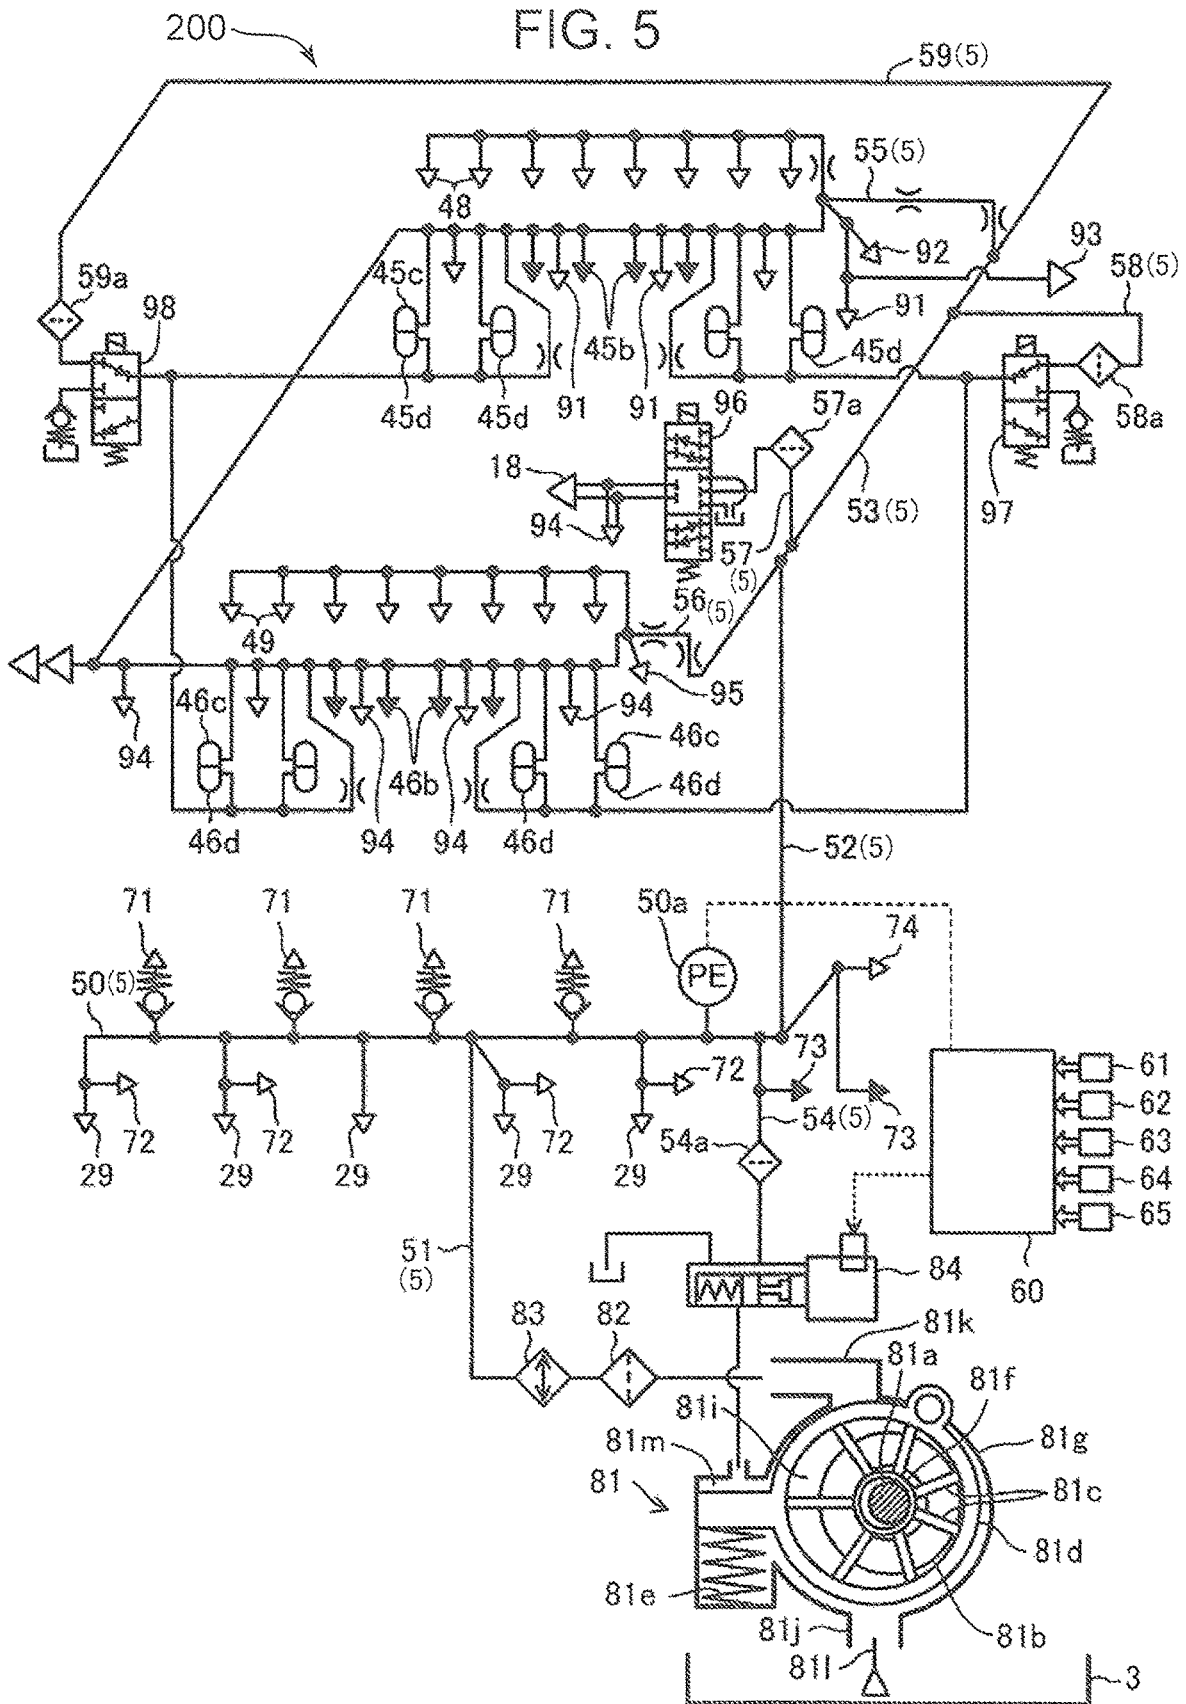 FIG. 5
200
59(5)
55(5)
48
92
93
58(5)
59a
98
45c
91
45b
45d
45d
45d
91
91
58a
96
57a
18
53(5)
97
94
57
(5)
56(5)
49
95
94
46c
94
94
46b
94
46c
46d
46d
46d
52(5)
71
71
71
71
50a
74
50(5)
PE
72
73
61
72
72
72
54(5)
73
62
54a
63
29
29
29
29
29
64
65
51
(5)
84
60
83
82
81k
81a
81f
81i
81m
81g
81
81c
81d
81e
81j
81b
81l
3